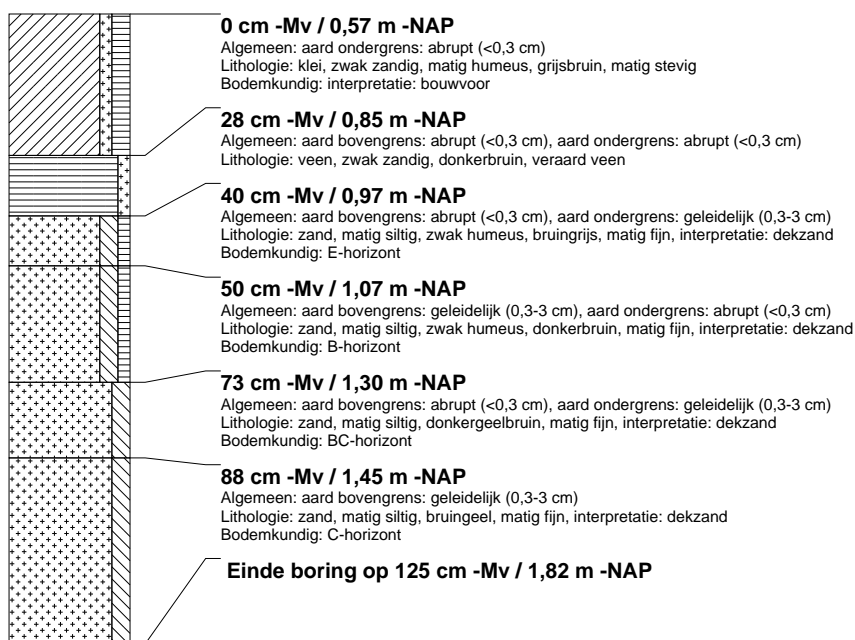 0 cm -Mv / 0,57 m -NAP
Algemeen: aard ondergrens: abrupt (<0,3 cm)
Lithologie: klei, zwak zandig, matig humeus, grijsbruin, matig stevig
Bodemkundig: interpretatie: bouwvoor
28 cm -Mv / 0,85 m -NAP
Algemeen: aard bovengrens: abrupt (<0,3 cm), aard ondergrens: abrupt (<0,3 cm)
Lithologie: veen, zwak zandig, donkerbruin, veraard veen
40 cm -Mv / 0,97 m -NAP
Algemeen: aard bovengrens: abrupt (<0,3 cm), aard ondergrens: geleidelijk (0,3-3 cm)
Lithologie: zand, matig siltig, zwak humeus, bruingrijs, matig fijn, interpretatie: dekzand
Bodemkundig: E-horizont
50 cm -Mv / 1,07 m -NAP
Algemeen: aard bovengrens: geleidelijk (0,3-3 cm), aard ondergrens: abrupt (<0,3 cm)
Lithologie: zand, matig siltig, zwak humeus, donkerbruin, matig fijn, interpretatie: dekzand
Bodemkundig: B-horizont
73 cm -Mv / 1,30 m -NAP
Algemeen: aard bovengrens: abrupt (<0,3 cm), aard ondergrens: geleidelijk (0,3-3 cm)
Lithologie: zand, matig siltig, donkergeelbruin, matig fijn, interpretatie: dekzand
Bodemkundig: BC-horizont
88 cm -Mv / 1,45 m -NAP
Algemeen: aard bovengrens: geleidelijk (0,3-3 cm)
Lithologie: zand, matig siltig, bruingeel, matig fijn, interpretatie: dekzand
Bodemkundig: C-horizont
Einde boring op 125 cm -Mv / 1,82 m -NAP